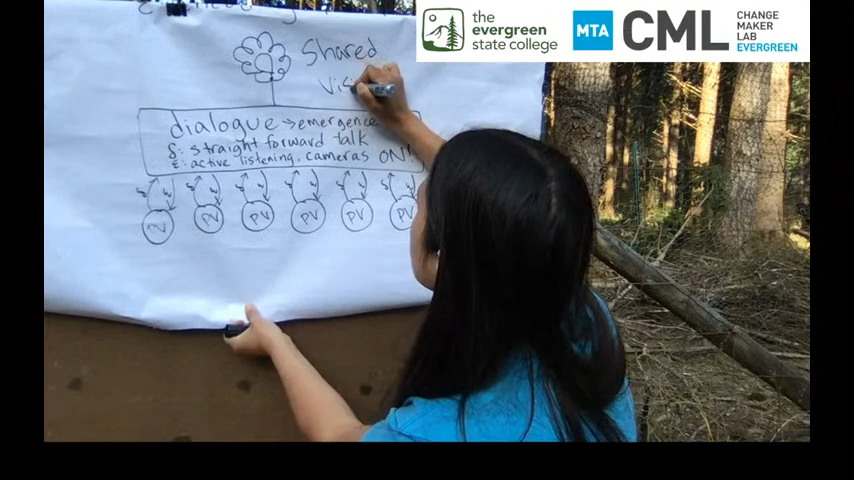 the
evergreen
state college
MTA
CML
CHANGE
MAKER
LAB
EVERGREEN
Shared
Vis
dialogue → emergence
δ: straight forward talk
ε: active listening, cameras ON!
PV PV PV PV PV